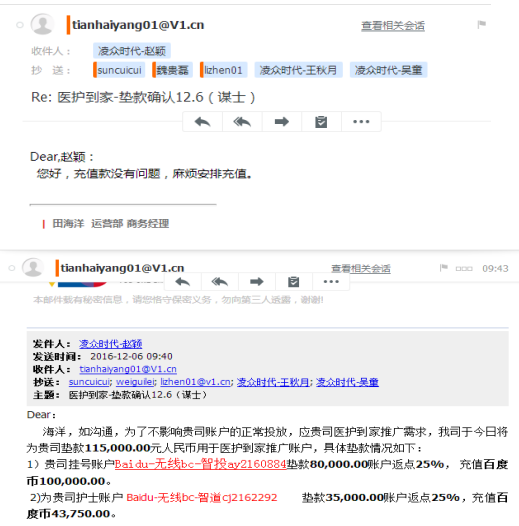 tianhaiyang01@V1.cn 查看相关会话
收件人： 凌众时代-赵颖
抄 送： suncuicui 魏贵磊 lizhen01 凌众时代-王秋月 凌众时代-吴童
Re: 医护到家-垫款确认12.6（谋士）
Dear,赵颖：
您好，充值款没有问题，麻烦安排充值。
田海洋 运营部 商务经理
tianhaiyang01@V1.cn 查看相关会话 09:43
本邮件载有秘密信息，请您恪守保密义务，勿向第三人透露，谢谢!
发件人： 凌众时代-赵颖
发送时间： 2016-12-06 09:40
收件人： tianhaiyang01
抄送： suncuicui; weiguilei; lizhen01@v1.cn; 凌众时代-王秋月; 凌众时代-吴童
主题： 医护到家-垫款确认12.6（谋士）
Dear：
海洋，如沟通，为了不影响贵司账户的正常投放，应贵司医护到家推广需求，我司于今日将
为贵司垫款115,000.00元人民币用于医护到家推广账户，具体垫款情况如下：
1）贵司挂号账户Baidu-无线bc-智投ay2160884垫款80,000.00账户返点25%， 充值百度
币100,000.00。
2)为贵司护士账户 Baidu-无线bc-智道cj2162292 垫款35,000.00账户返点25%，充值百
度币43,750.00。